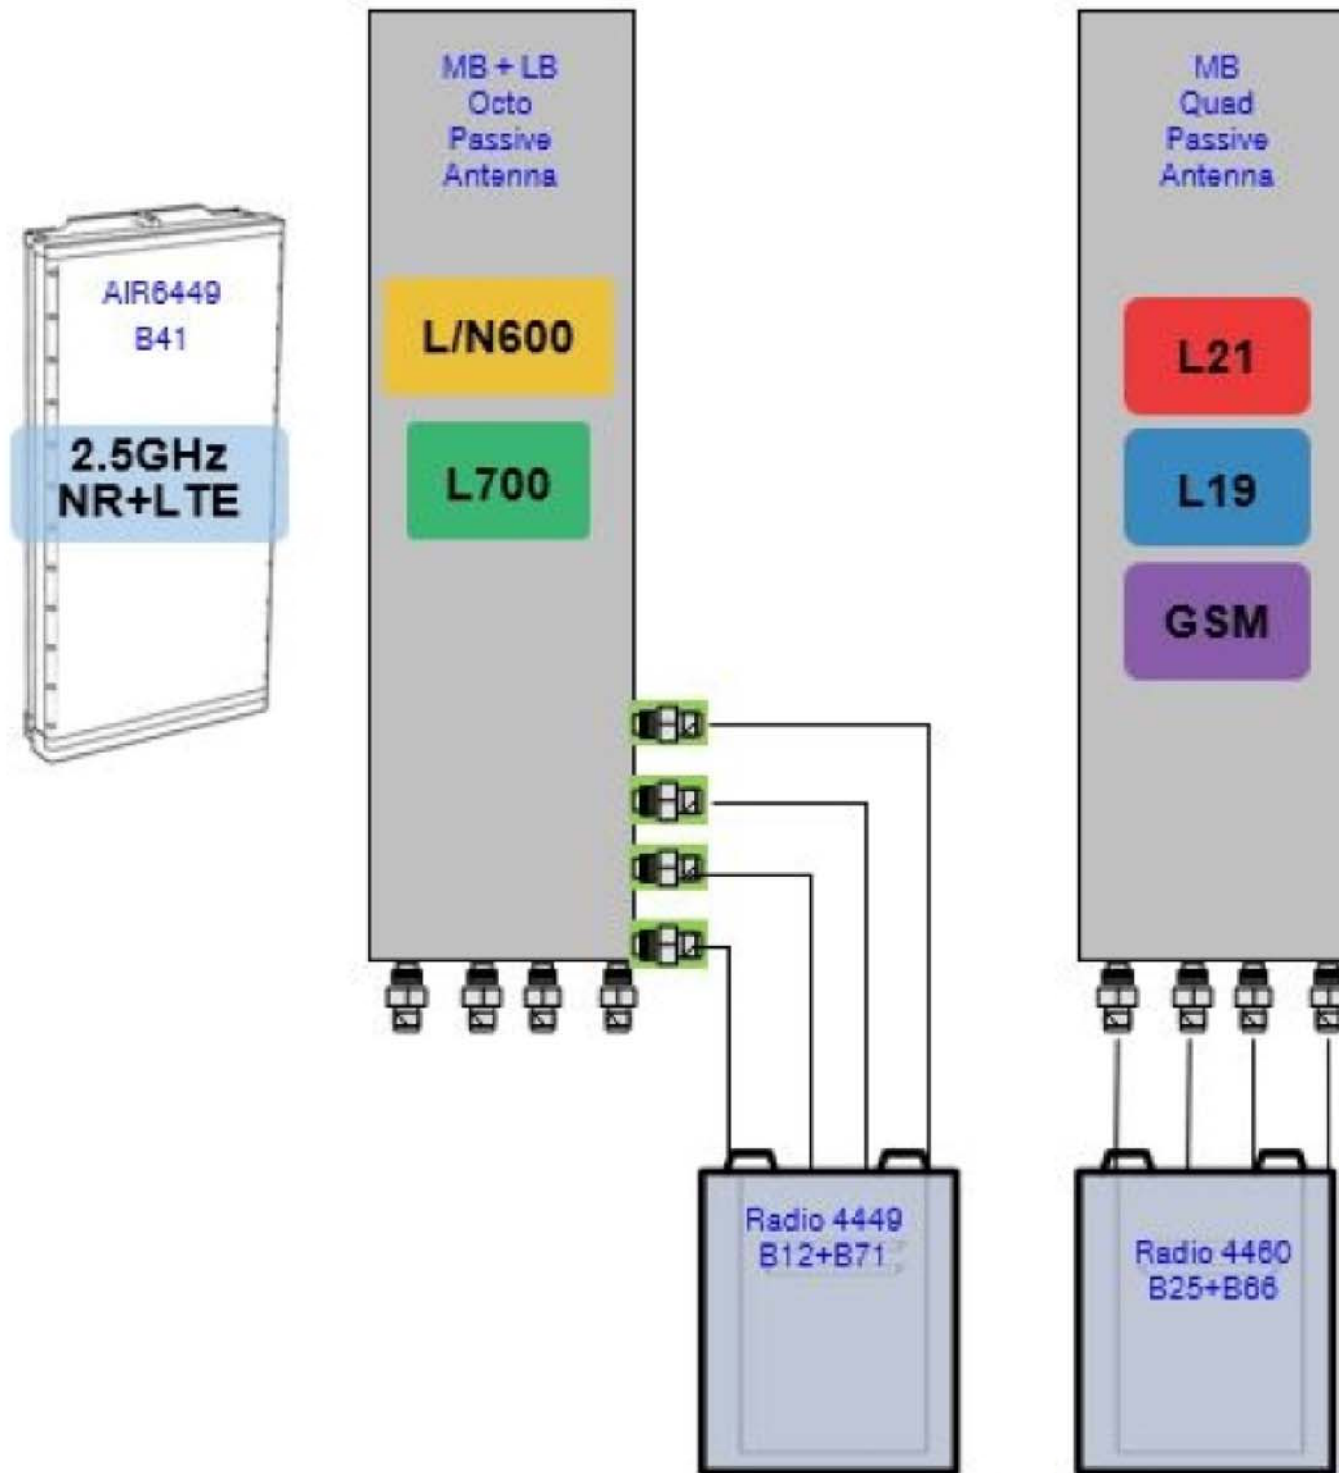 AIR6449
B41
2.5GHz
NR+LTE
MB + LB
Octo
Passive
Antenna
L/N600
L700
MB
Quad
Passive
Antenna
L21
L19
GSM
Radio 4449
B12+B71
Radio 4460
B25+B66